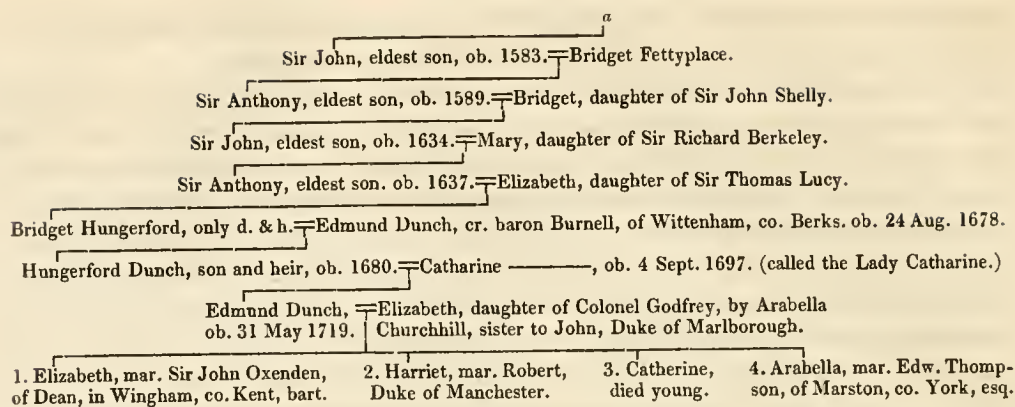 a
Sir John, eldest son, ob. 1583.=Bridget Fettyplace.
Sir Anthony, eldest son, ob. 1589.=Bridget, daughter of Sir John Shelly.
Sir John, eldest son, ob. 1634.=Mary, daughter of Sir Richard Berkeley.
Sir Anthony, eldest son. ob. 1637.=Elizabeth, daughter of Sir Thomas Lucy.
Bridget Hungerford, only d. & h.=Edmund Dunch, cr. baron Burnell, of Wittenham, co. Berks. ob. 24 Aug. 1678.
Hungerford Dunch, son and heir, ob. 1680.=Catharine ———, ob. 4 Sept. 1697. (called the Lady Catharine.)
Edmund Dunch, =Elizabeth, daughter of Colonel Godfrey, by Arabella
ob. 31 May 1719. Churchhill, sister to John, Duke of Marlborough.
1. Elizabeth, mar. Sir John Oxenden,
of Dean, in Wingham, co. Kent, bart.
2. Harriet, mar. Robert,
Duke of Manchester.
3. Catherine,
died young.
4. Arabella, mar. Edw. Thomp-
son, of Marston, co. York, esq.